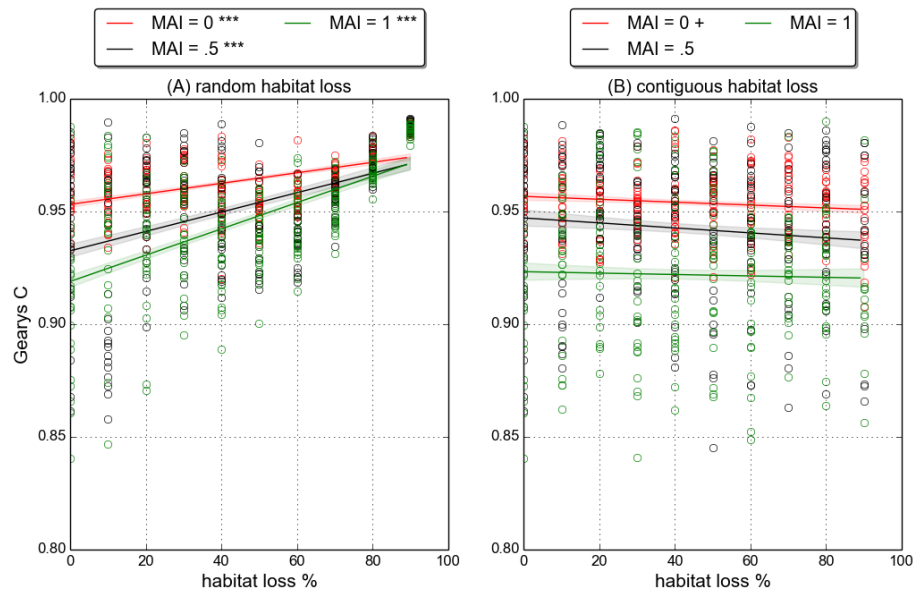 MAI = 0 *** MAI = 1 ***
MAI = .5 ***
MAI = 0 + MAI = 1
MAI = .5
(A) random habitat loss
(B) contiguous habitat loss
1.00
0.95
0.90
0.85
0.80
Gearys C
0 20 40 60 80 100
habitat loss %
1.00
0.95
0.90
0.85
0.80
0 20 40 60 80 100
habitat loss %